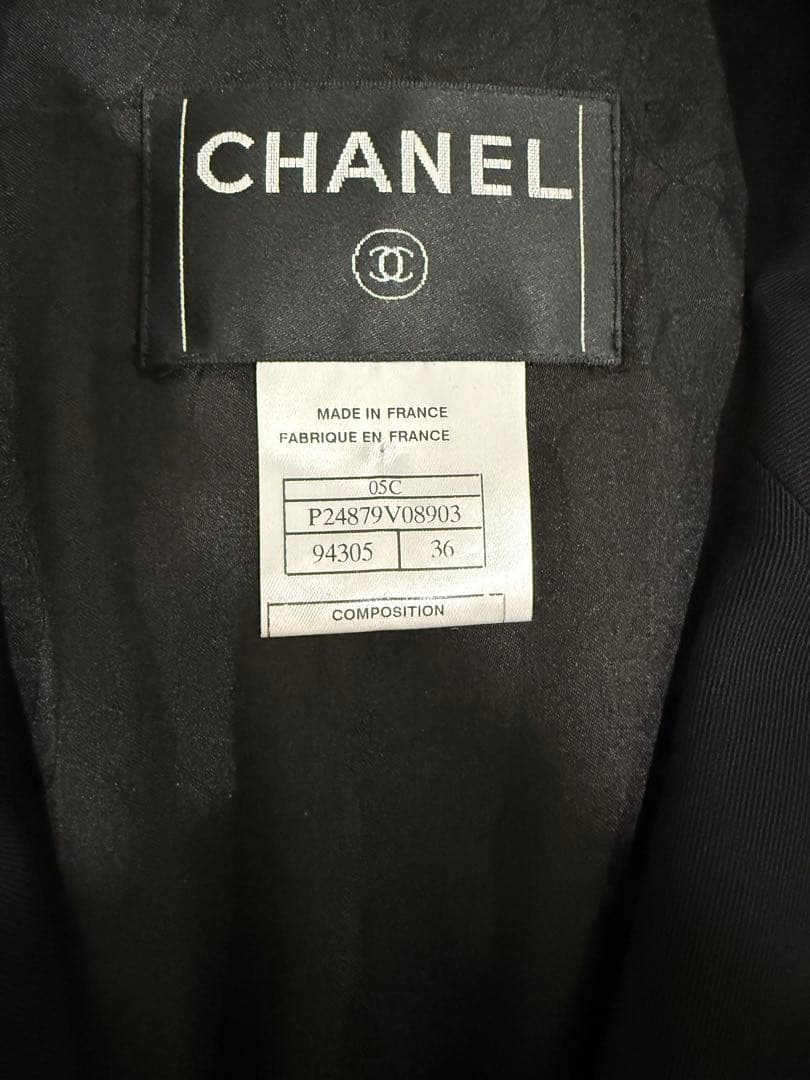 CHANEL
MADE IN FRANCE
FABRIQUE EN FRANCE
05C
P24879V08903
94305 36
COMPOSITION